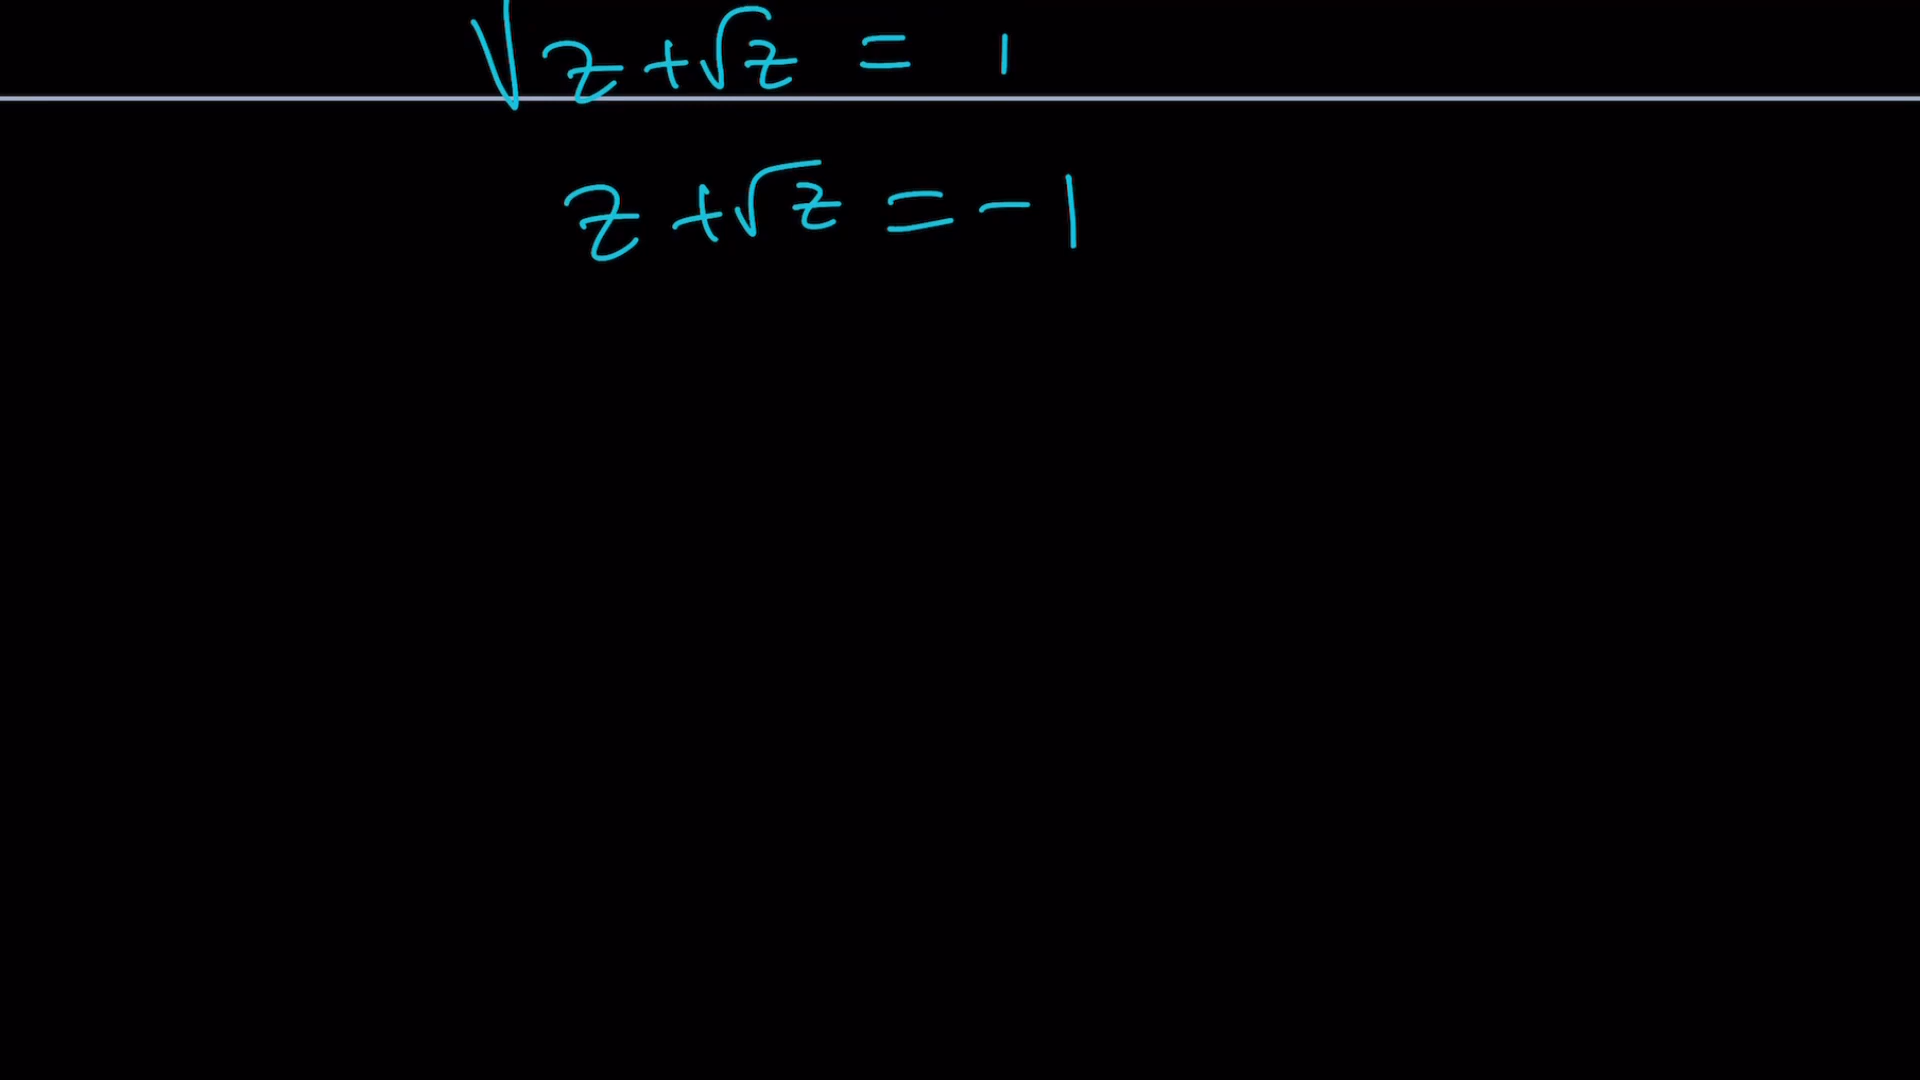 √z+√z = 1
z+√z = -1